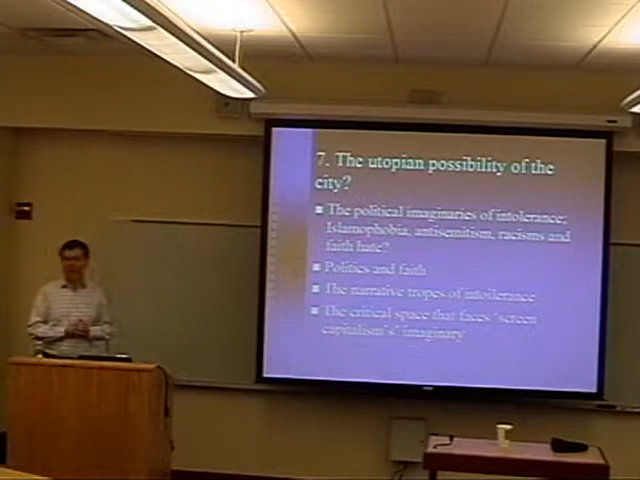 7. The utopian possibility of the
city?
■ The political imaginaries of intolerance;
Islamophobia, antisemitism, racisms and
faith hate?
■ Politics and faith
■ The narrative tropes of intoilerance
■ The critical space that faces 'screen
capitalism's' imaginary